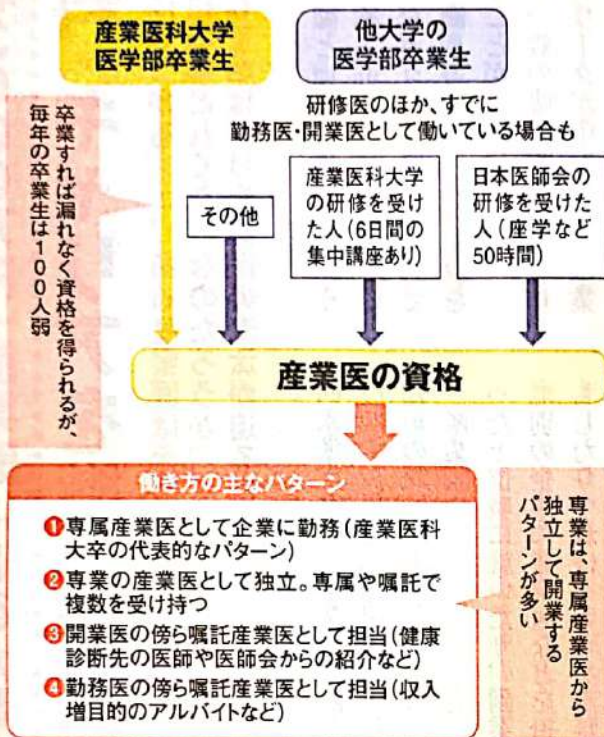 産業医科大学
医学部卒業生
他大学の
医学部卒業生
研修医のほか、すでに
勤務医・開業医として働いている場合も
卒業すれば漏れなく資格を得られるが、
毎年の卒業生は100人弱
その他
産業医科大学
の研修を受け
た人(6日間の
集中講座あり)
日本医師会の
研修を受けた
人(座学など
50時間)
産業医の資格
働き方の主なパターン
❶専属産業医として企業に勤務(産業医科
大卒の代表的なパターン)
❷専業の産業医として独立。専属や嘱託で
複数を受け持つ
❸開業医の傍ら嘱託産業医として担当(健康
診断先の医師や医師会からの紹介など)
❹勤務医の傍ら嘱託産業医として担当(収入
増目的のアルバイトなど)
専業は、専属産業医から
独立して開業する
パターンが多い